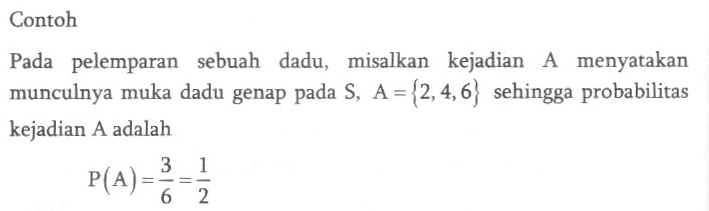 Contoh
Pada pelemparan sebuah dadu, misalkan kejadian A menyatakan
munculnya muka dadu genap pada S, A = {2, 4, 6} sehingga probabilitas
kejadian A adalah
P(A) = 3/6 = 1/2